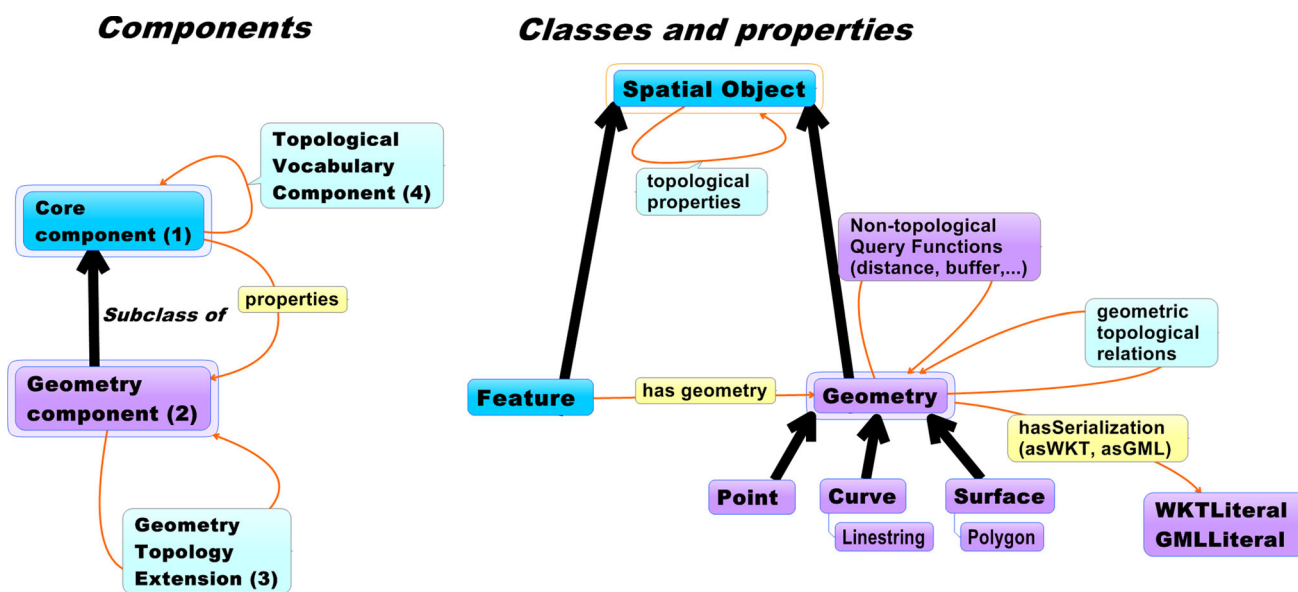 Components
Topological
Vocabulary
Component (4)
Core
component (1)
properties
Subclass of
Geometry
component (2)
Geometry
Topology
Extension (3)
Classes and properties
Spatial Object
topological
properties
Non-topological
Query Functions
(distance, buffer,...)
geometric
topological
relations
Feature
has geometry
Geometry
hasSerialization
(asWKT, asGML)
Point
Curve
Surface
Linestring
Polygon
WKTLiteral
GMLLiteral